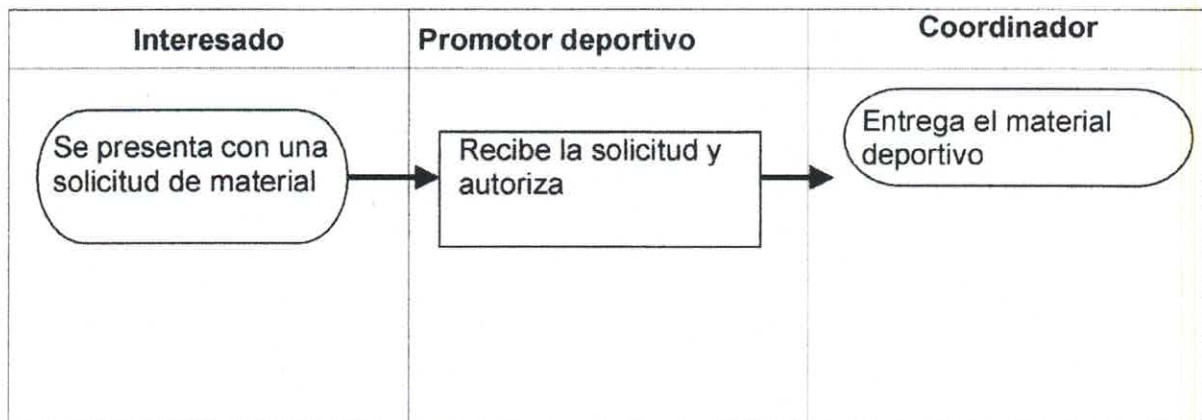 Interesado
Promotor deportivo
Coordinador
Se presenta con una
solicitud de material
Recibe la solicitud y
autoriza
Entrega el material
deportivo